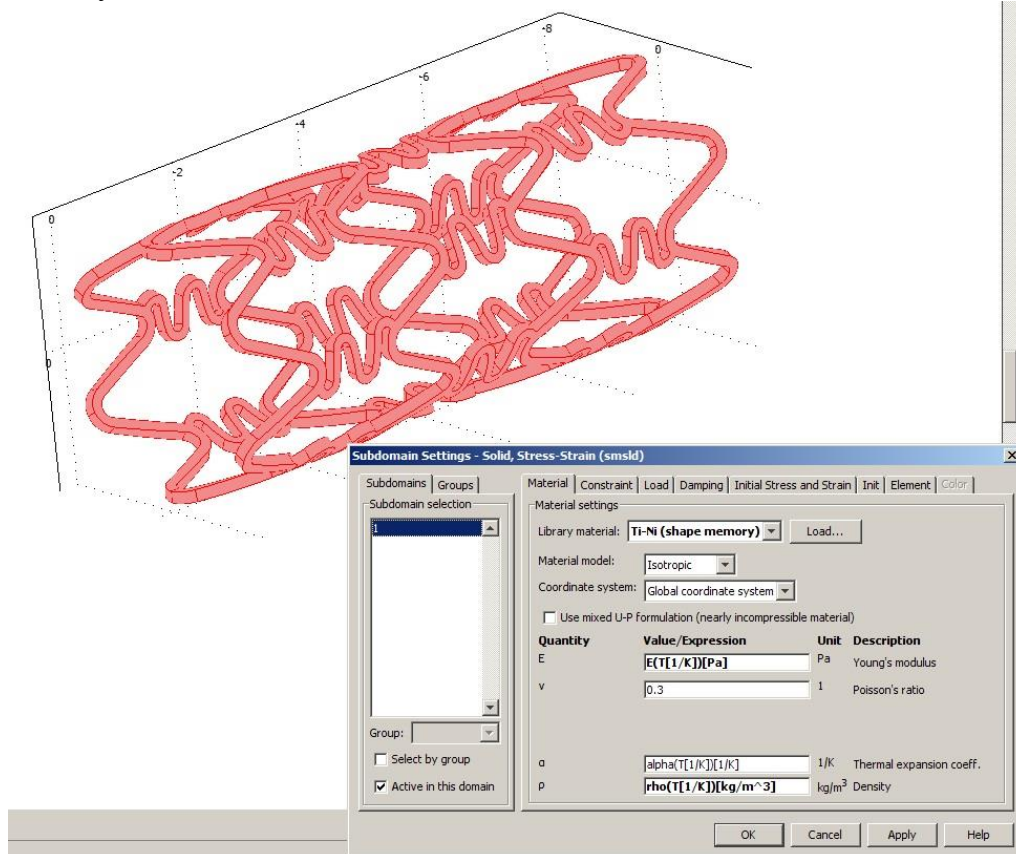 -8
0
-6
-4
-2
0
0
Subdomain Settings - Solid, Stress-Strain (smsld)
Subdomains Groups
Material Constraint Load Damping Initial Stress and Strain Init Element Color
Subdomain selection
Material settings
1
Library material: Ti-Ni (shape memory) Load...
Material model: Isotropic
Coordinate system: Global coordinate system
Use mixed U-P formulation (nearly incompressible material)
Quantity Value/Expression Unit Description
E E(T[1/K])[Pa] Pa Young's modulus
ν 0.3 1 Poisson's ratio
Group:
Select by group
Active in this domain
α alpha(T[1/K])[1/K] 1/K Thermal expansion coeff.
ρ rho(T[1/K])[kg/m^3] kg/m³ Density
OK Cancel Apply Help